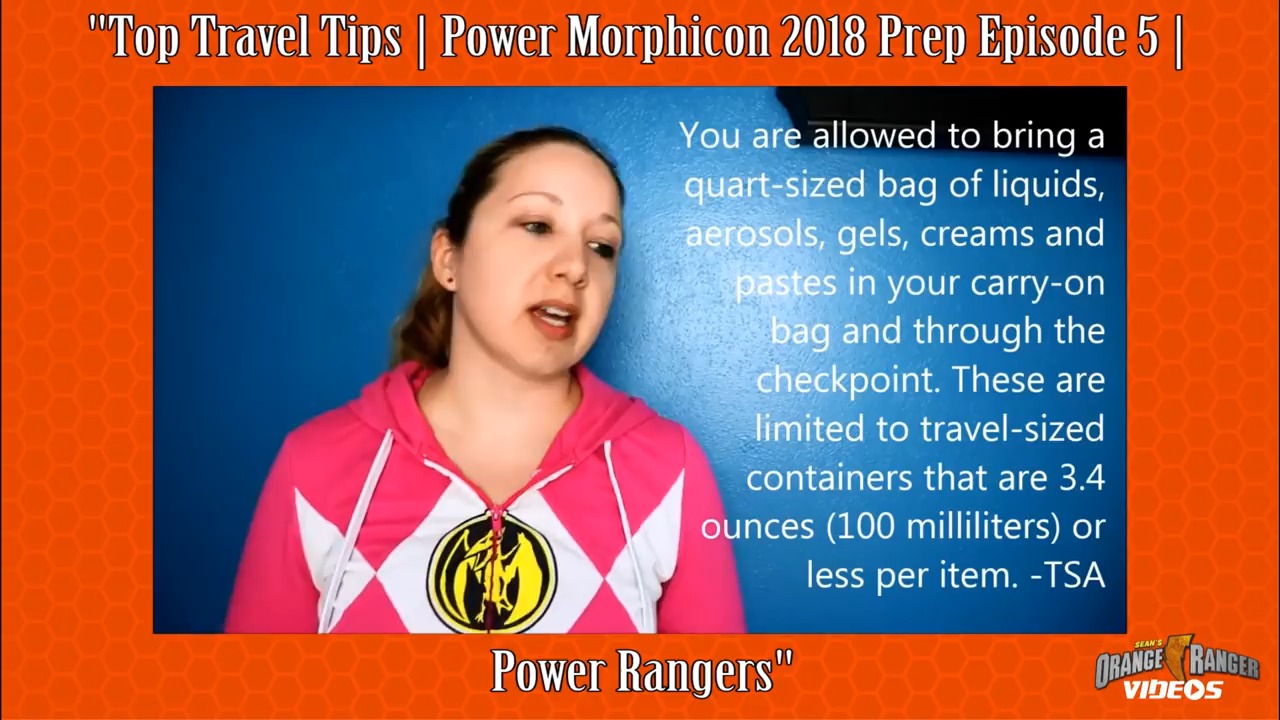 "Top Travel Tips | Power Morphicon 2018 Prep Episode 5 |
You are allowed to bring a
quart-sized bag of liquids,
aerosols, gels, creams and
pastes in your carry-on
bag and through the
checkpoint. These are
limited to travel-sized
containers that are 3.4
ounces (100 milliliters) or
less per item. -TSA
Power Rangers"
SEAN'S
ORANGE RANGER
VIDEOS